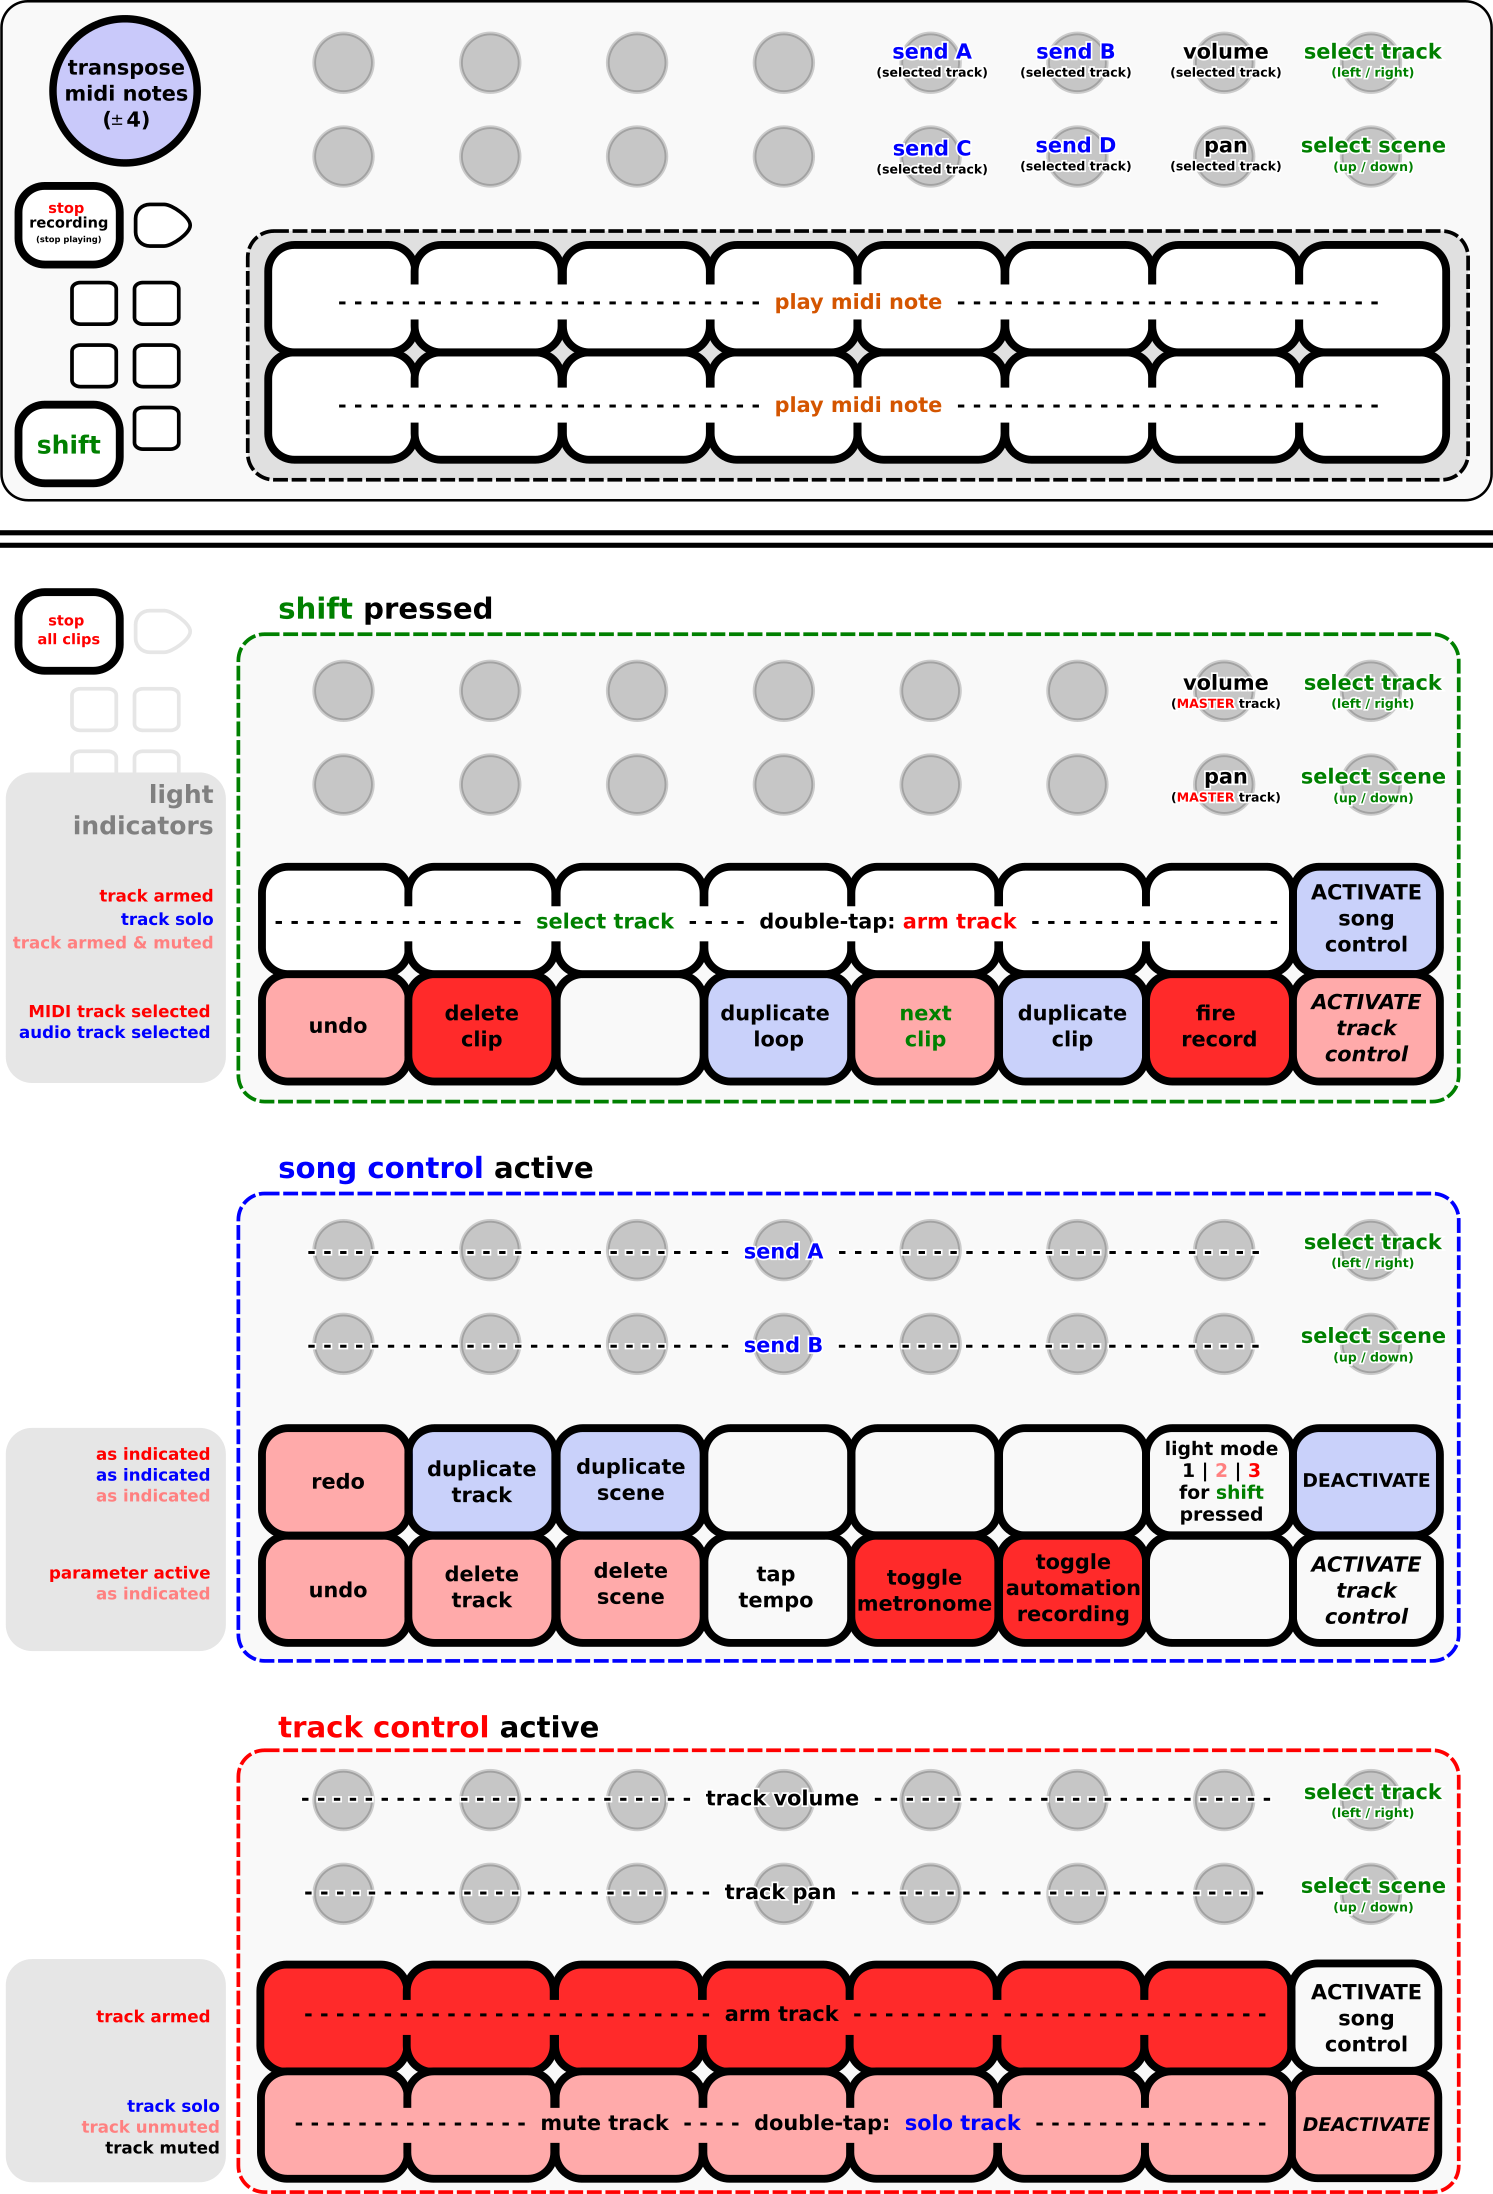 transpose
midi notes
(±4)
send A
(selected track)
send B
(selected track)
volume
(selected track)
select track
(left / right)
send C
(selected track)
send D
(selected track)
pan
(selected track)
select scene
(up / down)
stop
recording
(stop playing)
play midi note
play midi note
shift
stop
all clips
shift pressed
volume
(MASTER track)
select track
(left / right)
pan
(MASTER track)
select scene
(up / down)
light
indicators
track armed
track solo
track armed & muted
select track
double-tap: arm track
ACTIVATE
song
control
MIDI track selected
audio track selected
undo
delete
clip
duplicate
loop
next
clip
duplicate
clip
fire
record
ACTIVATE
track
control
song control active
send A
select track
(left / right)
send B
select scene
(up / down)
as indicated
as indicated
as indicated
redo
duplicate
track
duplicate
scene
light mode
1 | 2 | 3
for shift
pressed
DEACTIVATE
parameter active
as indicated
undo
delete
track
delete
scene
tap
tempo
toggle
metronome
toggle
automation
recording
ACTIVATE
track
control
track control active
track volume
select track
(left / right)
track pan
select scene
(up / down)
track armed
arm track
ACTIVATE
song
control
track solo
track unmuted
track muted
mute track
double-tap: solo track
DEACTIVATE